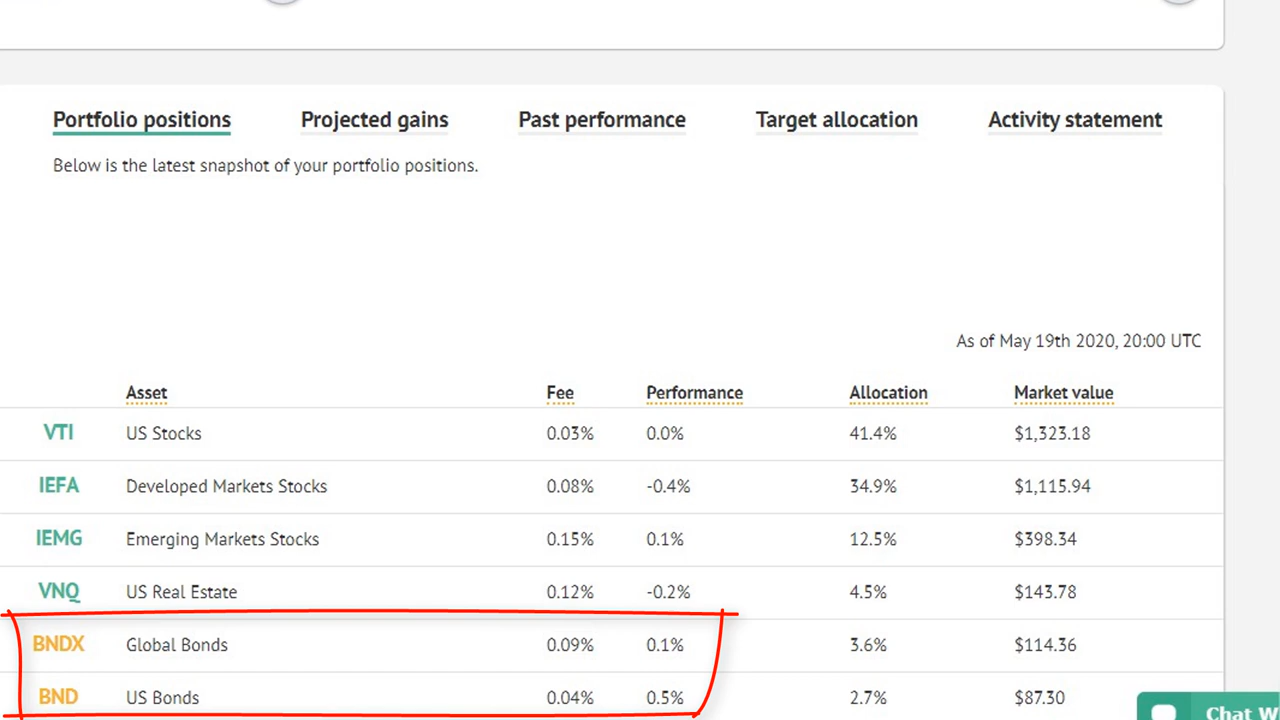 Portfolio positions Projected gains Past performance Target allocation Activity statement
Below is the latest snapshot of your portfolio positions.
As of May 19th 2020, 20:00 UTC
Asset Fee Performance Allocation Market value
VTI US Stocks 0.03% 0.0% 41.4% $1,323.18
IEFA Developed Markets Stocks 0.08% -0.4% 34.9% $1,115.94
IEMG Emerging Markets Stocks 0.15% 0.1% 12.5% $398.34
VNQ US Real Estate 0.12% -0.2% 4.5% $143.78
BNDX Global Bonds 0.09% 0.1% 3.6% $114.36
BND US Bonds 0.04% 0.5% 2.7% $87.30
Chat